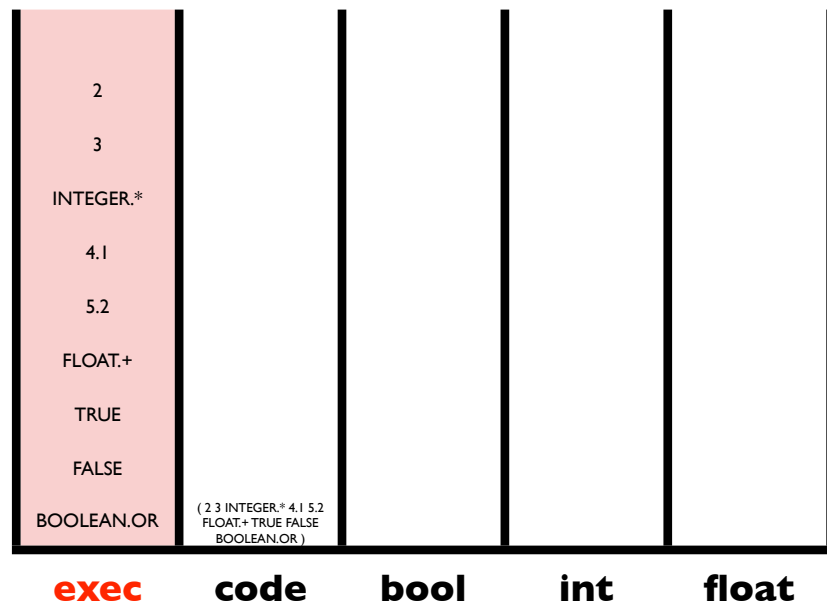 2
3
INTEGER.*
4.1
5.2
FLOAT.+
TRUE
FALSE
BOOLEAN.OR
( 2 3 INTEGER.* 4.1 5.2
FLOAT.+ TRUE FALSE
BOOLEAN.OR )
exec code bool int float